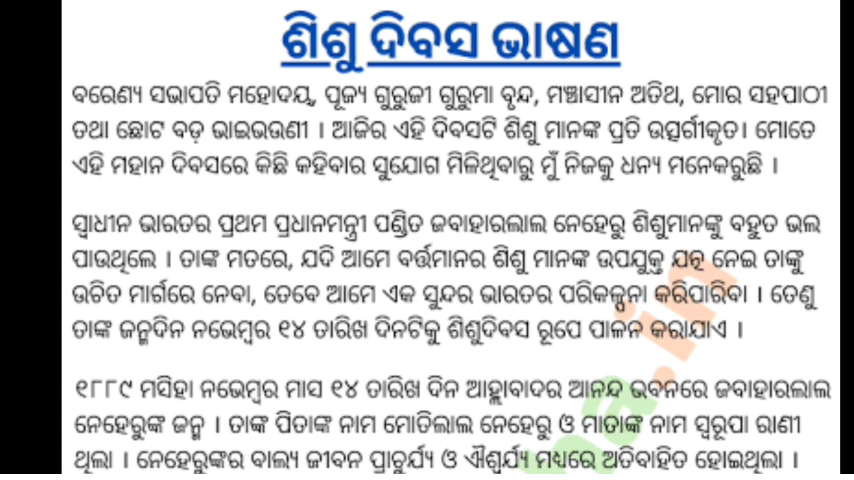 ଶିଶୁ ଦିବସ ଭାଷଣ
ବରେଣ୍ୟ ସଭାପତି ମହୋଦୟ, ପୂଜ୍ୟ ଗୁରୁଜୀ ଗୁରୁମା ବୃନ୍ଦ, ମଞ୍ଚାସୀନ ଅତିଥି, ମୋର ସହପାଠୀ
ତଥା ଛୋଟ ବଡ଼ ଭାଇଭଉଣୀ । ଆଜିର ଏହି ଦିବସଟି ଶିଶୁ ମାନଙ୍କ ପ୍ରତି ଉତ୍ସର୍ଗୀକୃତ। ମୋତେ
ଏହି ମହାନ ଦିବସରେ କିଛି କହିବାର ସୁଯୋଗ ମିଳିଥିବାରୁ ମୁଁ ନିଜକୁ ଧନ୍ୟ ମନେକରୁଛି ।
ସ୍ୱାଧୀନ ଭାରତର ପ୍ରଥମ ପ୍ରଧାନମନ୍ତ୍ରୀ ପଣ୍ଡିତ ଜବାହାରଲାଲ ନେହେରୁ ଶିଶୁମାନଙ୍କୁ ବହୁତ ଭଲ
ପାଉଥିଲେ । ତାଙ୍କ ମତରେ, ଯଦି ଆମେ ବର୍ତ୍ତମାନର ଶିଶୁ ମାନଙ୍କ ଉପଯୁକ୍ତ ଯତ୍ନ ନେଇ ତାଙ୍କୁ
ଉଚିତ ମାର୍ଗରେ ନେବା, ତେବେ ଆମେ ଏକ ସୁନ୍ଦର ଭାରତର ପରିକଳ୍ପନା କରିପାରିବା । ତେଣୁ
ତାଙ୍କ ଜନ୍ମଦିନ ନଭେମ୍ବର ୧୪ ତାରିଖ ଦିନଟିକୁ ଶିଶୁଦିବସ ରୂପେ ପାଳନ କରାଯାଏ ।
୧୮୮୯ ମସିହା ନଭେମ୍ବର ମାସ ୧୪ ତାରିଖ ଦିନ ଆହ୍ଲାବାଦର ଆନନ୍ଦ ଭବନରେ ଜବାହାରଲାଲ
ନେହେରୁଙ୍କ ଜନ୍ମ । ତାଙ୍କ ପିତାଙ୍କ ନାମ ମୋତିଲାଲ ନେହେରୁ ଓ ମାତାଙ୍କ ନାମ ସ୍ୱରୂପା ରାଣୀ
ଥିଲା । ନେହେରୁଙ୍କର ବାଲ୍ୟ ଜୀବନ ପ୍ରାଚୁର୍ଯ୍ୟ ଓ ଐଶ୍ୱର୍ଯ୍ୟ ମଧ୍ୟରେ ଅତିବାହିତ ହୋଇଥିଲା ।